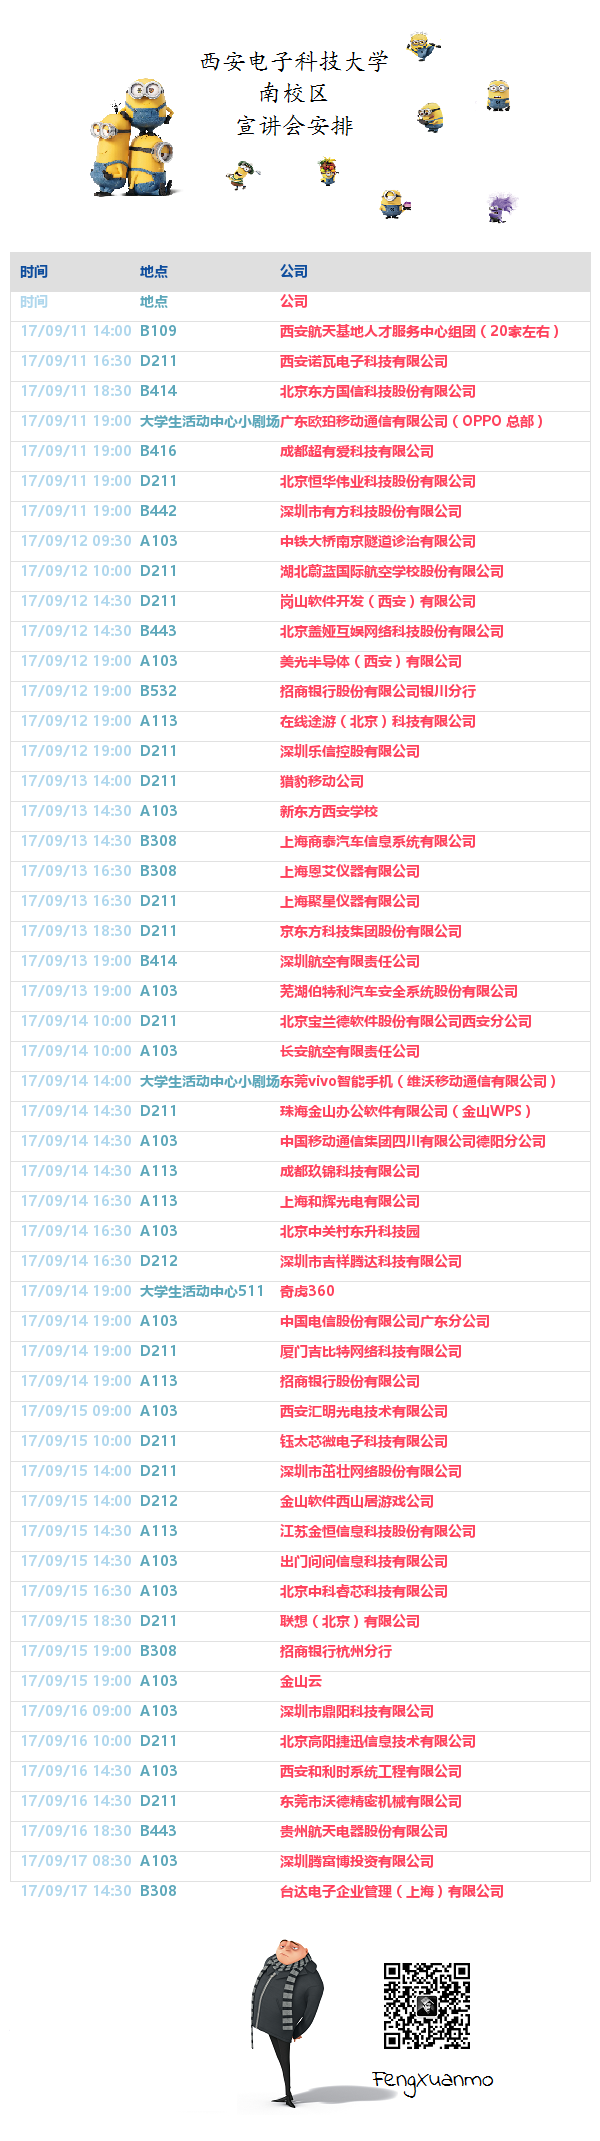 西安电子科技大学
南校区
宣讲会安排
时间 地点 公司
时间 地点 公司
17/09/11 14:00 B109 西安航天基地人才服务中心组团（20家左右）
17/09/11 16:30 D211 西安诺瓦电子科技有限公司
17/09/11 18:30 B414 北京东方国信科技股份有限公司
17/09/11 19:00 大学生活动中心小剧场 广东欧珀移动通信有限公司（OPPO 总部）
17/09/11 19:00 B416 成都超有爱科技有限公司
17/09/11 19:00 D211 北京恒华伟业科技股份有限公司
17/09/11 19:00 B442 深圳市有方科技股份有限公司
17/09/12 09:30 A103 中铁大桥南京隧道诊治有限公司
17/09/12 10:00 D211 湖北蔚蓝国际航空学校股份有限公司
17/09/12 14:30 D211 岗山软件开发（西安）有限公司
17/09/12 14:30 B443 北京盖娅互娱网络科技股份有限公司
17/09/12 19:00 A103 美光半导体（西安）有限公司
17/09/12 19:00 B532 招商银行股份有限公司银川分行
17/09/12 19:00 A113 在线途游（北京）科技有限公司
17/09/12 19:00 D211 深圳乐信控股有限公司
17/09/13 14:00 D211 猎豹移动公司
17/09/13 14:30 A103 新东方西安学校
17/09/13 14:30 B308 上海商泰汽车信息系统有限公司
17/09/13 16:30 B308 上海恩艾仪器有限公司
17/09/13 16:30 D211 上海聚星仪器有限公司
17/09/13 18:30 D211 京东方科技集团股份有限公司
17/09/13 19:00 B414 深圳航空有限责任公司
17/09/13 19:00 A103 芜湖伯特利汽车安全系统股份有限公司
17/09/14 10:00 D211 北京宝兰德软件股份有限公司西安分公司
17/09/14 10:00 A103 长安航空有限责任公司
17/09/14 14:00 大学生活动中心小剧场 东莞vivo智能手机（维沃移动通信有限公司）
17/09/14 14:30 D211 珠海金山办公软件有限公司（金山WPS）
17/09/14 14:30 A103 中国移动通信集团四川有限公司德阳分公司
17/09/14 14:30 A113 成都玖锦科技有限公司
17/09/14 16:30 A113 上海和辉光电有限公司
17/09/14 16:30 A103 北京中关村东升科技园
17/09/14 16:30 D212 深圳市吉祥腾达科技有限公司
17/09/14 19:00 大学生活动中心511 奇虎360
17/09/14 19:00 A103 中国电信股份有限公司广东分公司
17/09/14 19:00 D211 厦门吉比特网络科技有限公司
17/09/14 19:00 A113 招商银行股份有限公司
17/09/15 09:00 A103 西安汇明光电技术有限公司
17/09/15 10:00 D211 钰太芯微电子科技有限公司
17/09/15 14:00 D211 深圳市茁壮网络股份有限公司
17/09/15 14:00 D212 金山软件西山居游戏公司
17/09/15 14:30 A113 江苏金恒信息科技股份有限公司
17/09/15 14:30 A103 出门问问信息科技有限公司
17/09/15 16:30 A103 北京中科睿芯科技有限公司
17/09/15 18:30 D211 联想（北京）有限公司
17/09/15 19:00 B308 招商银行杭州分行
17/09/15 19:00 A103 金山云
17/09/16 09:00 A103 深圳市鼎阳科技有限公司
17/09/16 10:00 D211 北京高阳捷迅信息技术有限公司
17/09/16 14:30 A103 西安和利时系统工程有限公司
17/09/16 14:30 D211 东莞市沃德精密机械有限公司
17/09/16 18:30 B443 贵州航天电器股份有限公司
17/09/17 08:30 A103 深圳腾富博投资有限公司
17/09/17 14:30 B308 台达电子企业管理（上海）有限公司
FengXuanmo